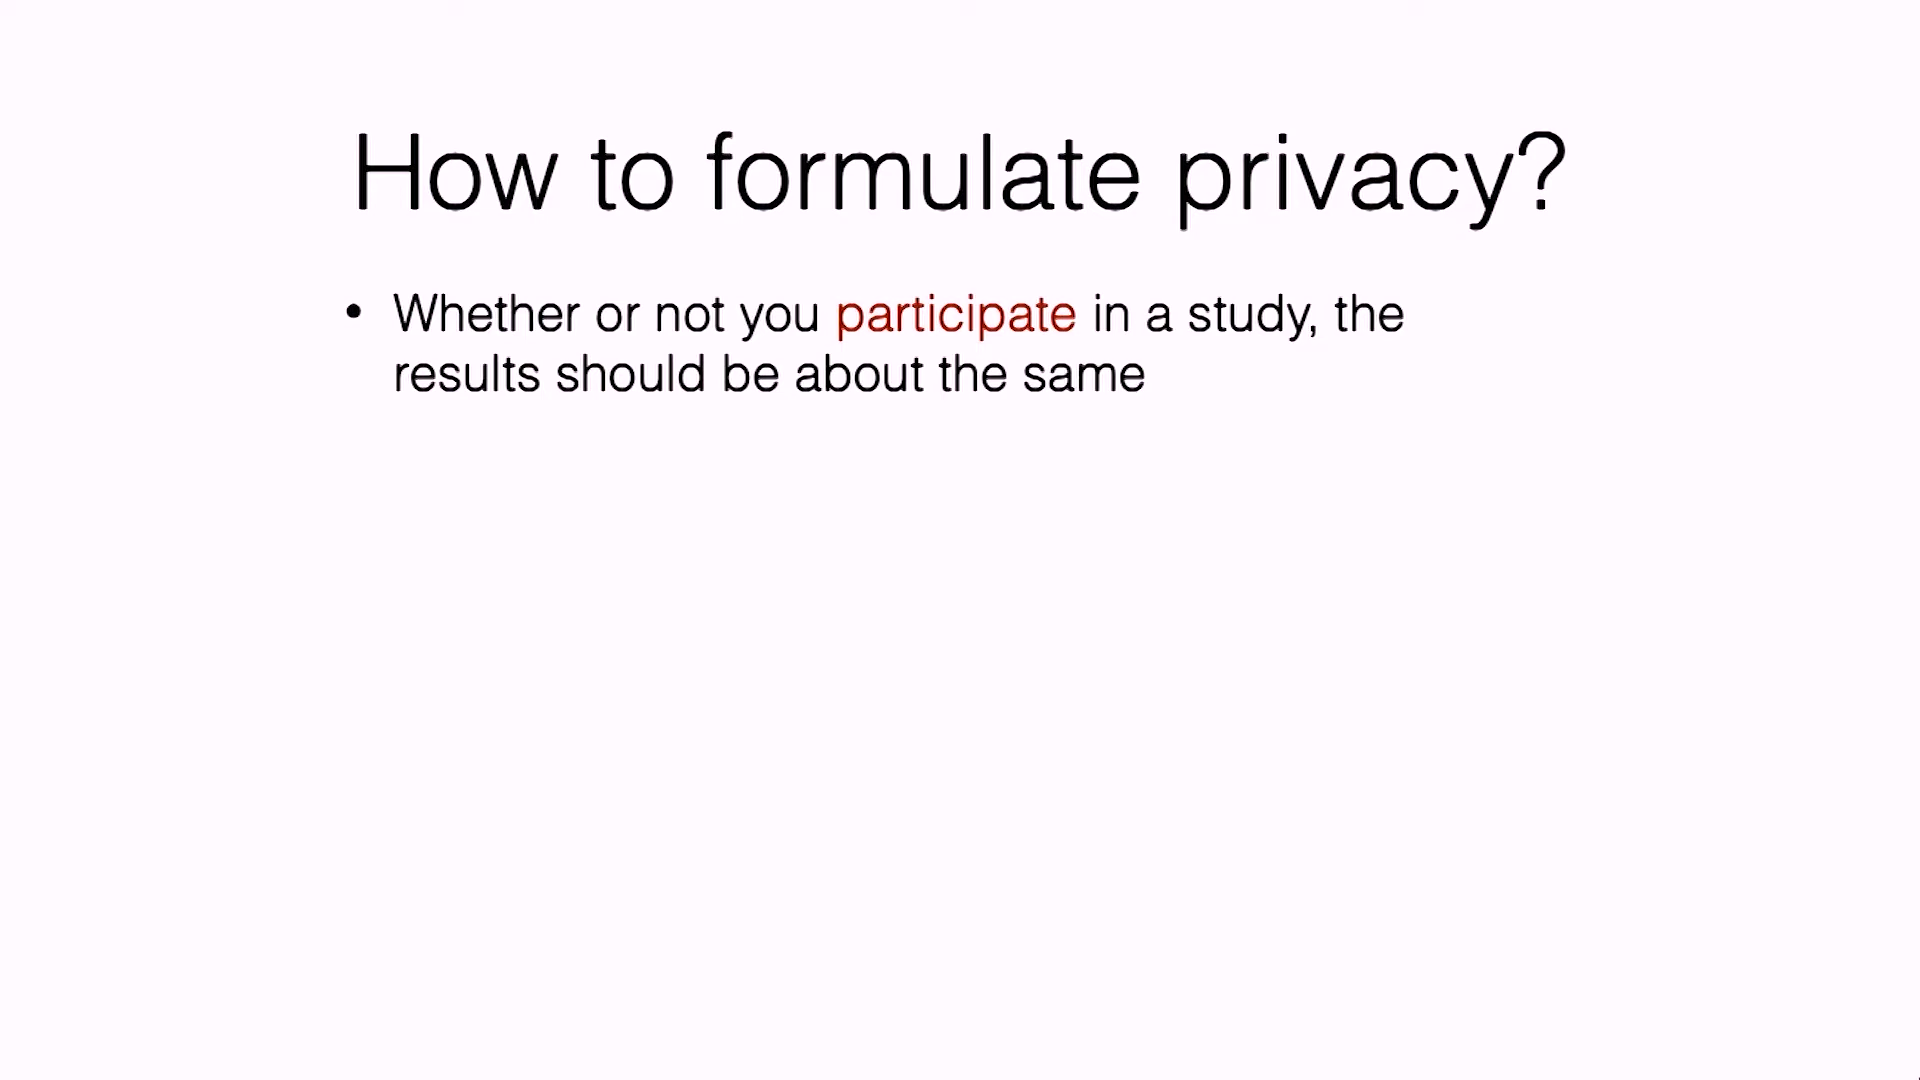 How to formulate privacy?
• Whether or not you participate in a study, the
results should be about the same